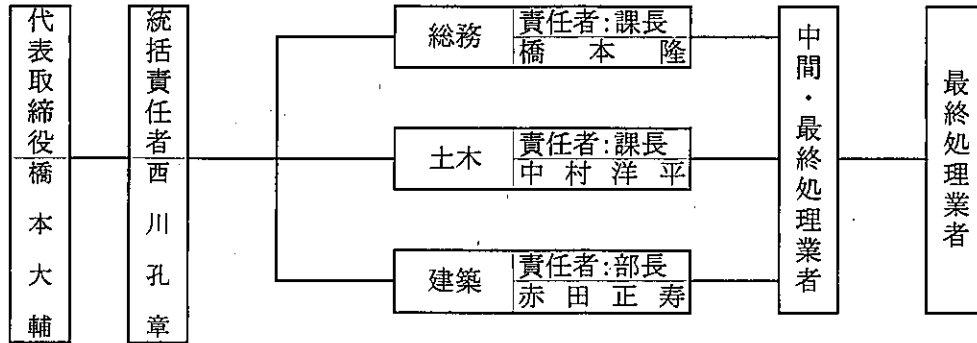 代表取締役 橋本大輔
統括責任者 西川孔章
総務
責任者:課長
橋本隆
土木
責任者:課長
中村洋平
建築
責任者:部長
赤田正寿
中間・最終処理業者
最終処理業者